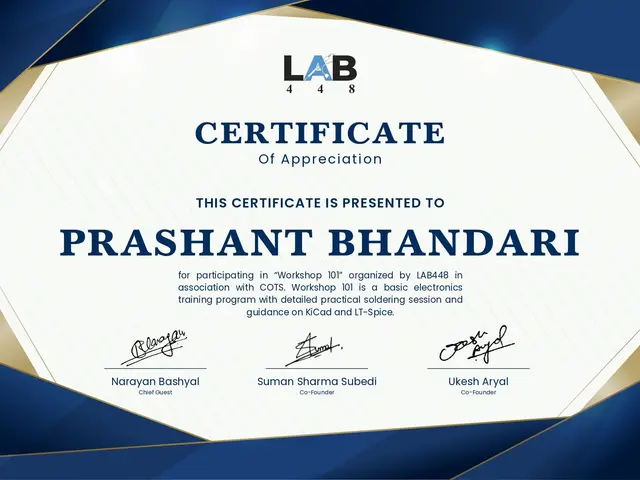 LAB
4 4 8
CERTIFICATE
Of Appreciation
THIS CERTIFICATE IS PRESENTED TO
PRASHANT BHANDARI
for participating in “Workshop 101” organized by LAB448 in
association with COTS. Workshop 101 is a basic electronics
training program with detailed practical soldering session and
guidance on KiCad and LT-Spice.
Narayan Bashyal
Chief Guest
Suman Sharma Subedi
Co-Founder
Ukesh Aryal
Co-Founder